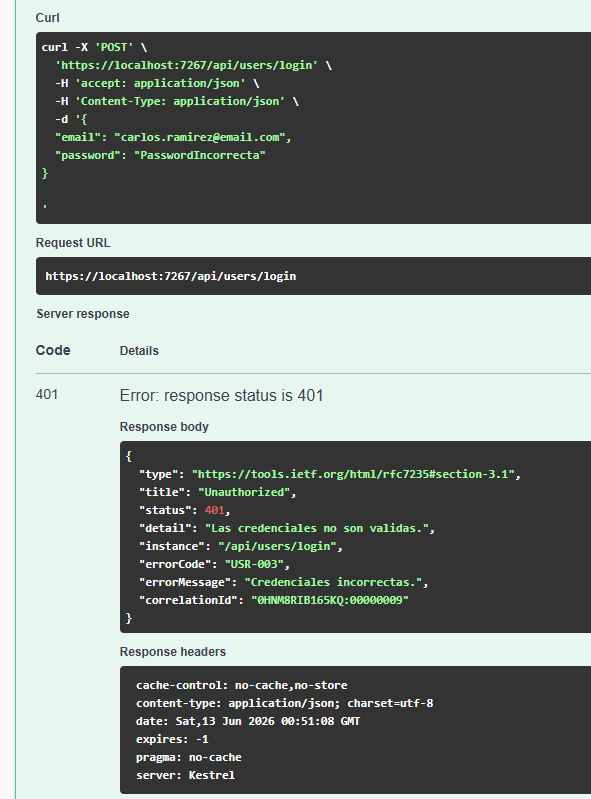 Curl
curl -X 'POST' \
'https://localhost:7267/api/users/login' \
-H 'accept: application/json' \
-H 'Content-Type: application/json' \
-d '{
"email": "carlos.ramirez@email.com",
"password": "PasswordIncorrecta"
}
'
Request URL
https://localhost:7267/api/users/login
Server response
Code Details
401 Error: response status is 401
Response body
{
"type": "https://tools.ietf.org/html/rfc7235#section-3.1",
"title": "Unauthorized",
"status": 401,
"detail": "Las credenciales no son validas.",
"instance": "/api/users/login",
"errorCode": "USR-003",
"errorMessage": "Credenciales incorrectas.",
"correlationId": "0HNM8RIB165KQ:00000009"
}
Response headers
cache-control: no-cache,no-store
content-type: application/json; charset=utf-8
date: Sat,13 Jun 2026 00:51:08 GMT
expires: -1
pragma: no-cache
server: Kestrel